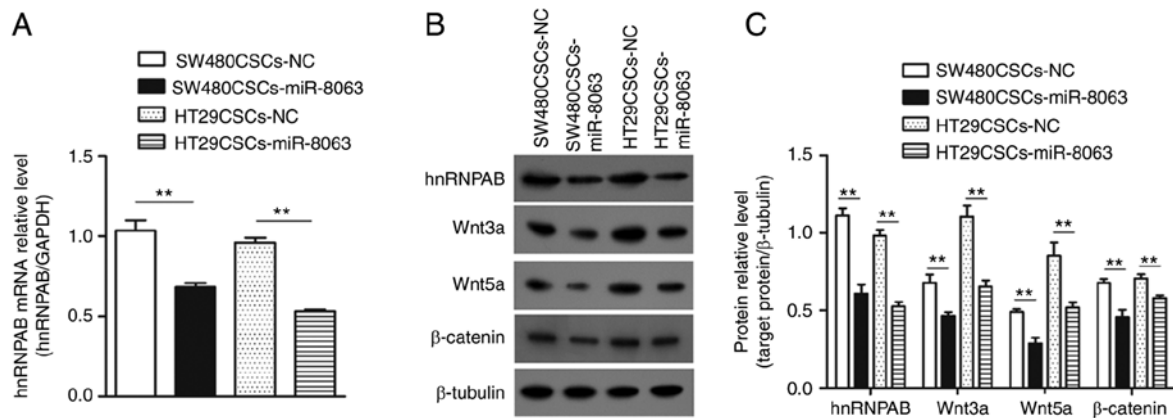 A
SW480CSCs-NC
SW480CSCs-miR-8063
HT29CSCs-NC
HT29CSCs-miR-8063
hnRNPAB mRNA relative level
(hnRNPAB/GAPDH)
1.5
1.0
0.5
0.0
**
**
B
SW480CSCs-NC
SW480CSCs-
miR-8063
HT29CSCs-NC
HT29CSCs-
miR-8063
hnRNPAB
Wnt3a
Wnt5a
β-catenin
β-tubulin
C
SW480CSCs-NC
SW480CSCs-miR-8063
HT29CSCs-NC
HT29CSCs-miR-8063
Protein relative level
(target protein/β-tubulin)
1.5
1.0
0.5
0.0
**
**
**
**
**
**
**
**
hnRNPAB
Wnt3a
Wnt5a
β-catenin